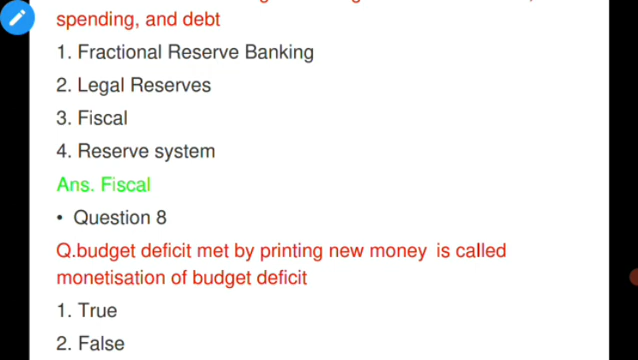 spending, and debt
1. Fractional Reserve Banking
2. Legal Reserves
3. Fiscal
4. Reserve system
Ans. Fiscal
• Question 8
Q.budget deficit met by printing new money is called
monetisation of budget deficit
1. True
2. False